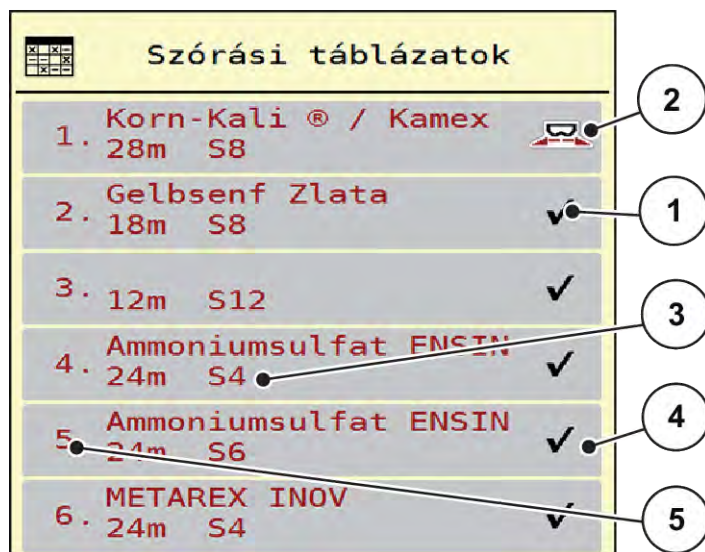 Szórási táblázatok
1. Korn-Kali ® / Kamex
28m S8
2. Gelbsenf Zlata
18m S8
3.
12m S12
4. Ammoniumsulfat ENSIN
24m S4
5. Ammoniumsulfat ENSIN
24m S6
6. METAREX INOV
24m S4
2
1
3
4
5